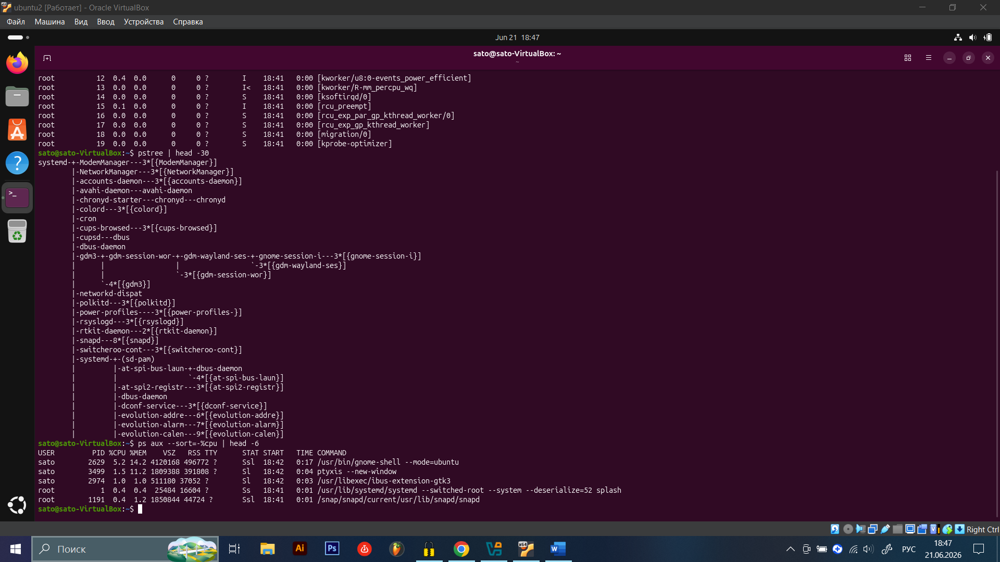 ubuntu2 [Работает] - Oracle VirtualBox
Файл Машина Вид Ввод Устройства Справка
Jun 21 18:47
sato@sato-VirtualBox: ~
~
root          12  0.4  0.0      0     0 ?        I    18:41   0:00 [kworker/u8:0-events_power_efficient]
root          13  0.0  0.0      0     0 ?        I<   18:41   0:00 [kworker/R-mm_percpu_wq]
root          14  0.0  0.0      0     0 ?        S    18:41   0:00 [ksoftirqd/0]
root          15  0.1  0.0      0     0 ?        I    18:41   0:00 [rcu_preempt]
root          16  0.0  0.0      0     0 ?        S    18:41   0:00 [rcu_exp_par_gp_kthread_worker/0]
root          17  0.0  0.0      0     0 ?        S    18:41   0:00 [rcu_exp_gp_kthread_worker]
root          18  0.0  0.0      0     0 ?        S    18:41   0:00 [migration/0]
root          19  0.0  0.0      0     0 ?        S    18:41   0:00 [kprobe-optimizer]
sato@sato-VirtualBox:~$ pstree | head -30
systemd-+-ModemManager---3*[{ModemManager}]
        |-NetworkManager---3*[{NetworkManager}]
        |-accounts-daemon---3*[{accounts-daemon}]
        |-avahi-daemon---avahi-daemon
        |-chronyd-starter---chronyd---chronyd
        |-colord---3*[{colord}]
        |-cron
        |-cups-browsed---3*[{cups-browsed}]
        |-cupsd---dbus
        |-dbus-daemon
        |-gdm3-+-gdm-session-wor-+-gdm-wayland-ses-+-gnome-session-i---3*[{gnome-session-i}]
        |      |                 |                 `-3*[{gdm-wayland-ses}]
        |      |                 `-3*[{gdm-session-wor}]
        |      `-4*[{gdm3}]
        |-networkd-dispat
        |-polkitd---3*[{polkitd}]
        |-power-profiles----3*[{power-profiles-}]
        |-rsyslogd---3*[{rsyslogd}]
        |-rtkit-daemon---2*[{rtkit-daemon}]
        |-snapd---8*[{snapd}]
        |-switcheroo-cont---3*[{switcheroo-cont}]
        |-systemd-+-(sd-pam)
        |         |-at-spi-bus-laun-+-dbus-daemon
        |         |                 `-4*[{at-spi-bus-laun}]
        |         |-at-spi2-registr---3*[{at-spi2-registr}]
        |         |-dbus-daemon
        |         |-dconf-service---3*[{dconf-service}]
        |         |-evolution-addre---6*[{evolution-addre}]
        |         |-evolution-alarm---7*[{evolution-alarm}]
        |         |-evolution-calen---9*[{evolution-calen}]
sato@sato-VirtualBox:~$ ps aux --sort=-%cpu | head -6
USER         PID %CPU %MEM    VSZ   RSS TTY      STAT START   TIME COMMAND
sato        2629  5.2 14.2 4120168 496772 ?      Ssl  18:42   0:17 /usr/bin/gnome-shell --mode=ubuntu
sato        3499  1.5 11.2 1809388 391808 ?      Sl   18:42   0:04 ptyxis --new-window
sato        2974  1.0  1.0 511180 37052 ?        Sl   18:42   0:03 /usr/libexec/ibus-extension-gtk3
root           1  0.4  0.4  25484 16604 ?        Ss   18:41   0:01 /usr/lib/systemd/systemd --switched-root --system --deserialize=52 splash
root        1191  0.4  1.2 1850844 44724 ?       Ssl  18:41   0:01 /snap/snapd/current/usr/lib/snapd/snapd
sato@sato-VirtualBox:~$
Right Ctrl
Поиск
РУС
18:47
21.06.2026